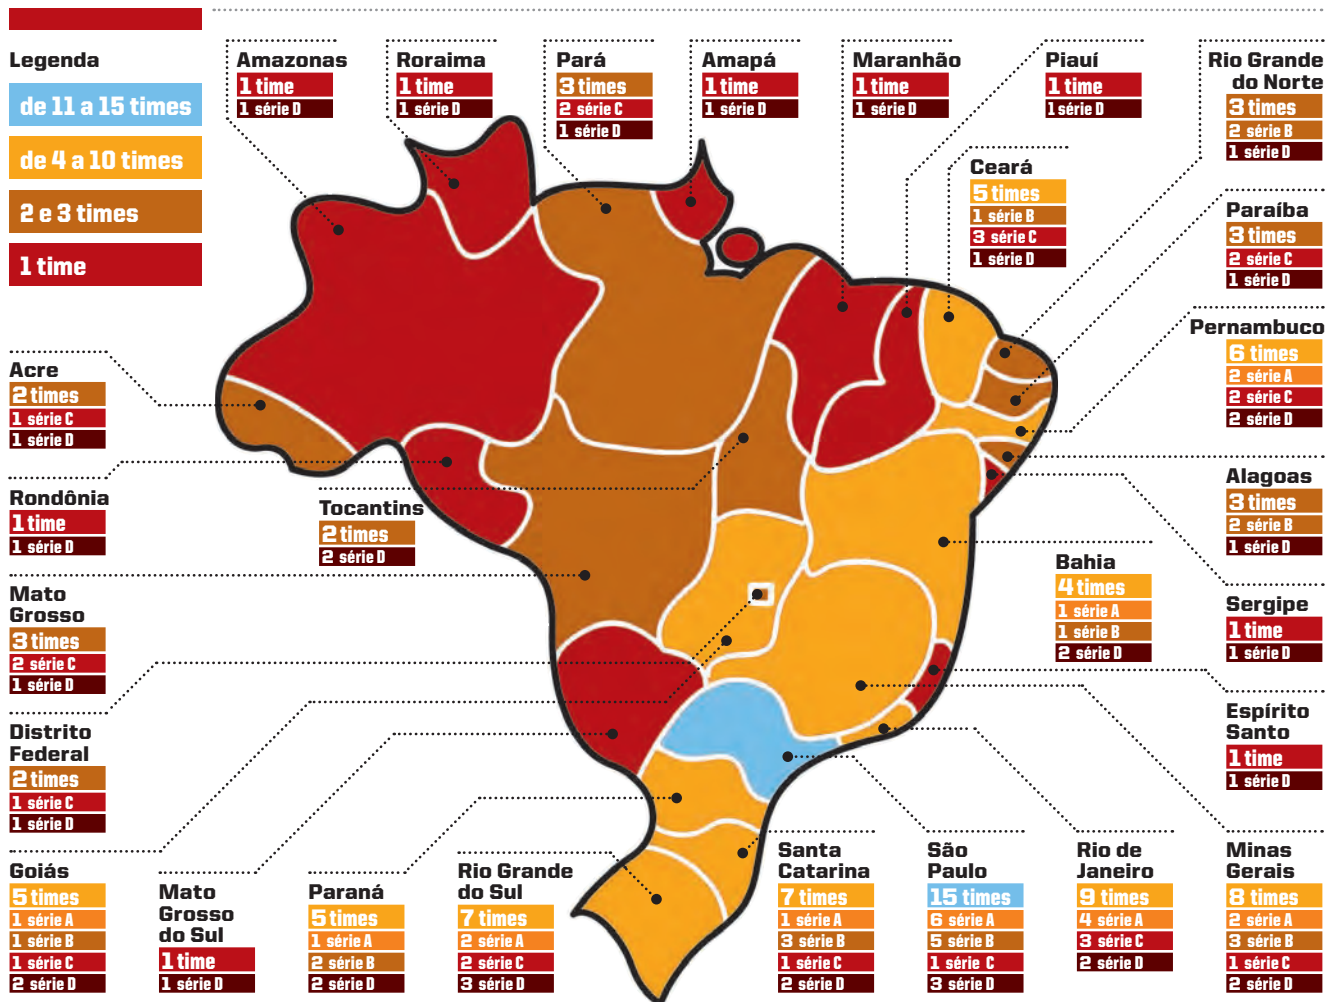 Legenda
de 11 a 15 times
de 4 a 10 times
2 e 3 times
1 time
Amazonas
1 time
1 série D
Roraima
1 time
1 série D
Pará
3 times
2 série C
1 série D
Amapá
1 time
1 série D
Maranhão
1 time
1 série D
Piauí
1 time
1 série D
Rio Grande
do Norte
3 times
2 série B
1 série D
Ceará
5 times
1 série B
3 série C
1 série D
Paraíba
3 times
2 série C
1 série D
Pernambuco
6 times
2 série A
2 série C
2 série D
Acre
2 times
1 série C
1 série D
Rondônia
1 time
1 série D
Tocantins
2 times
2 série D
Alagoas
3 times
2 série B
1 série D
Bahia
4 times
1 série A
1 série B
2 série D
Mato
Grosso
3 times
2 série C
1 série D
Sergipe
1 time
1 série D
Distrito
Federal
2 times
1 série C
1 série D
Espírito
Santo
1 time
1 série D
Goiás
5 times
1 série A
1 série B
1 série C
2 série D
Mato
Grosso
do Sul
1 time
1 série D
Paraná
5 times
1 série A
2 série B
2 série D
Rio Grande
do Sul
7 times
2 série A
2 série C
3 série D
Santa
Catarina
7 times
1 série A
3 série B
1 série C
2 série D
São
Paulo
15 times
6 série A
5 série B
1 série C
3 série D
Rio de
Janeiro
9 times
4 série A
3 série C
2 série D
Minas
Gerais
8 times
2 série A
3 série B
1 série C
2 série D